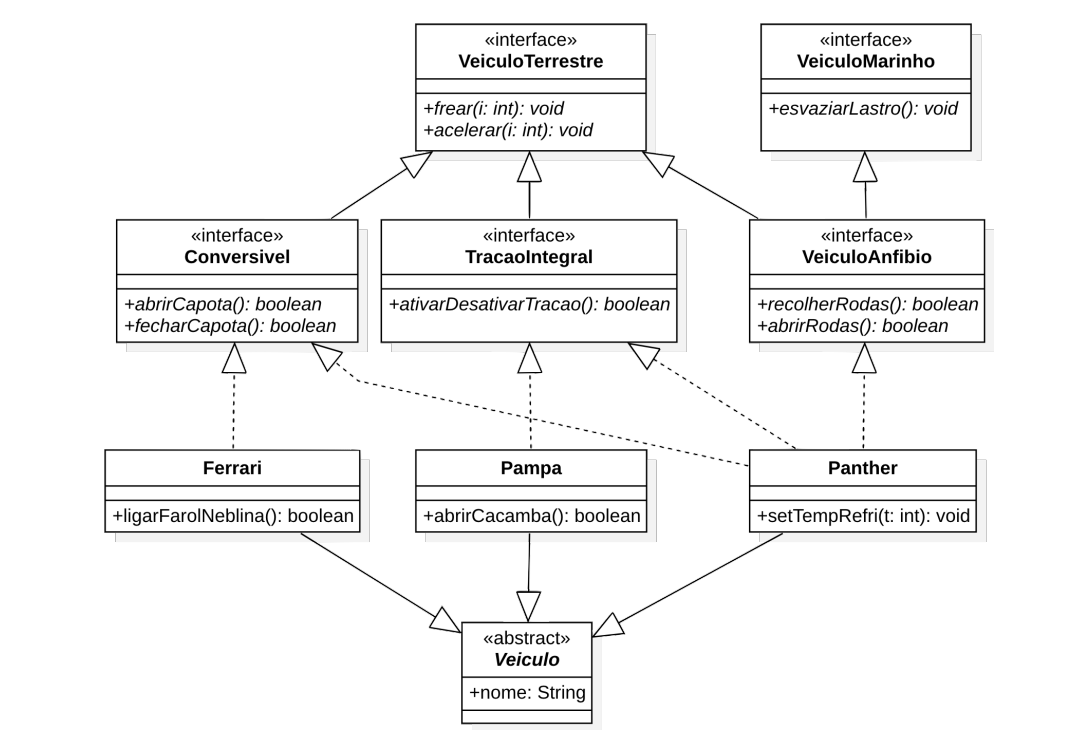 «interface»
VeiculoTerrestre
+frear(i: int): void
+acelerar(i: int): void
«interface»
VeiculoMarinho
+esvaziarLastro(): void
«interface»
Conversivel
+abrirCapota(): boolean
+fecharCapota(): boolean
«interface»
TracaoIntegral
+ativarDesativarTracao(): boolean
«interface»
VeiculoAnfibio
+recolherRodas(): boolean
+abrirRodas(): boolean
Ferrari
+ligarFarolNeblina(): boolean
Pampa
+abrirCacamba(): boolean
Panther
+setTempRefri(t: int): void
«abstract»
Veiculo
+nome: String